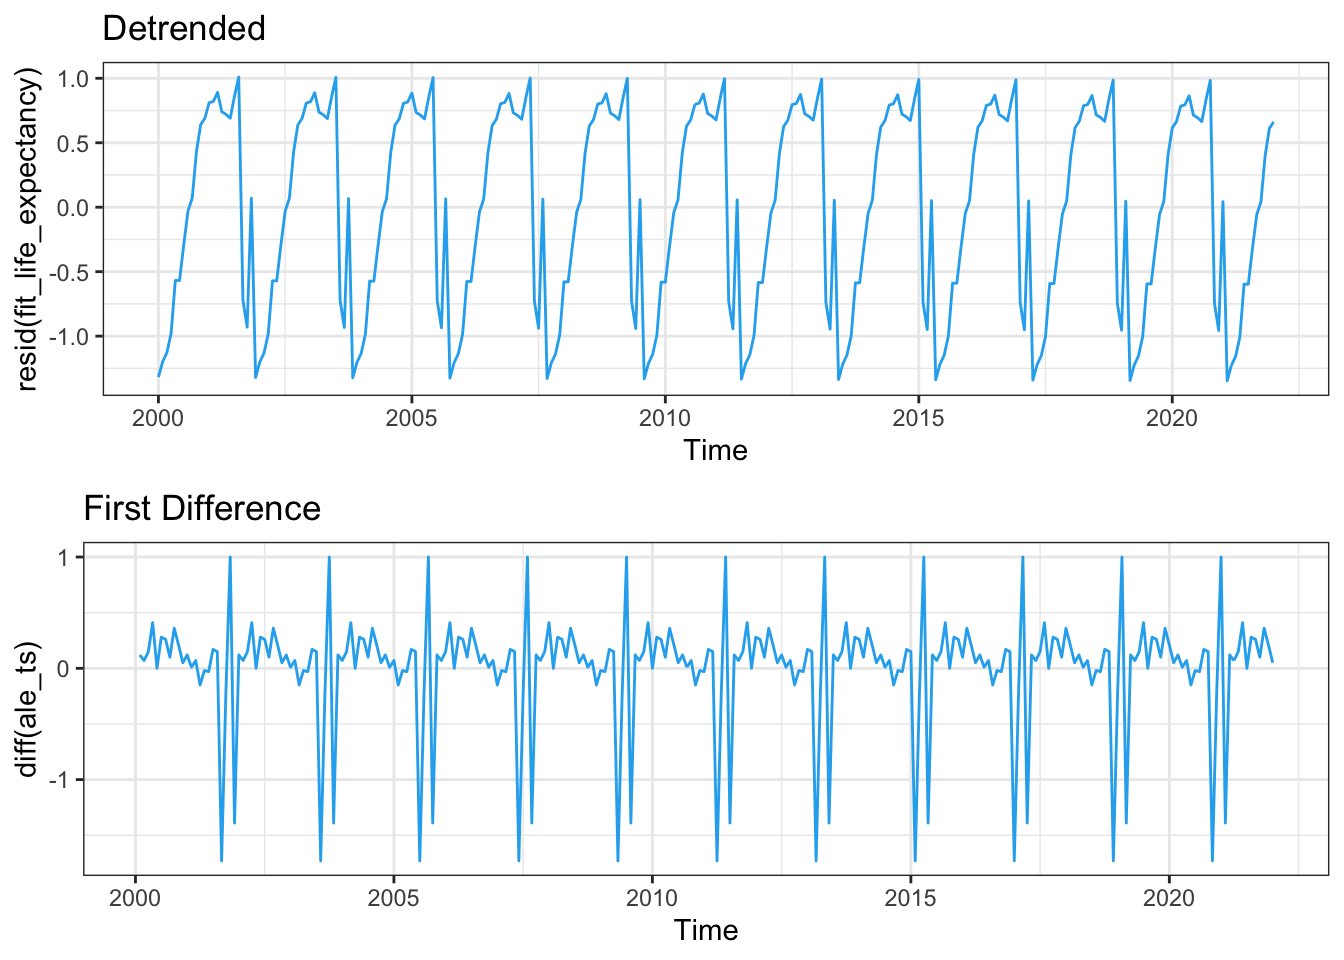 Detrended
resid(fit_life_expectancy)
1.0
0.5
0.0
-0.5
-1.0
2000 2005 2010 2015 2020
Time
First Difference
diff(ale_ts)
1
0
-1
2000 2005 2010 2015 2020
Time